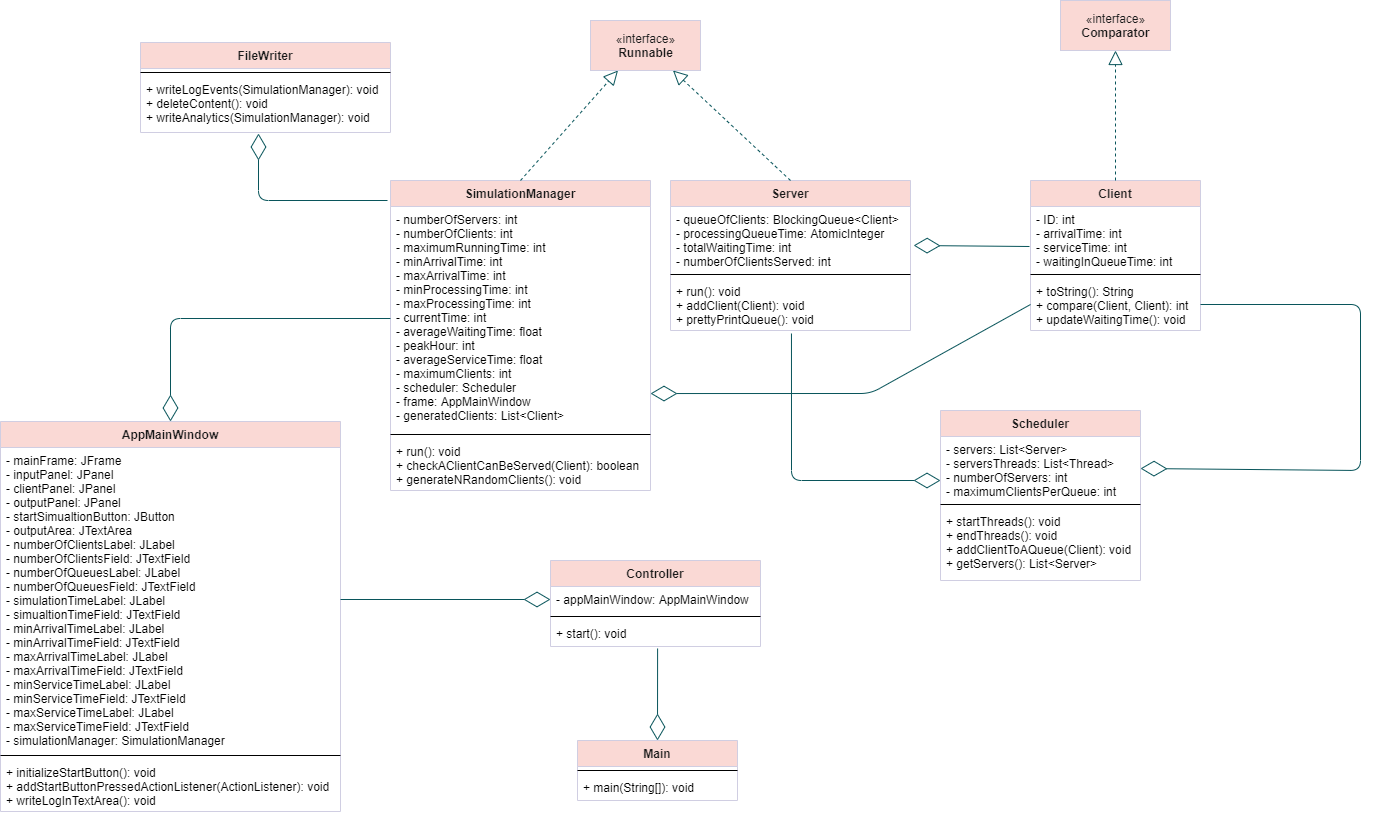 «interface»
Comparator
«interface»
Runnable
FileWriter
+ writeLogEvents(SimulationManager): void
+ deleteContent(): void
+ writeAnalytics(SimulationManager): void
SimulationManager
- numberOfServers: int
- numberOfClients: int
- maximumRunningTime: int
- minArrivalTime: int
- maxArrivalTime: int
- minProcessingTime: int
- maxProcessingTime: int
- currentTime: int
- averageWaitingTime: float
- peakHour: int
- averageServiceTime: float
- maximumClients: int
- scheduler: Scheduler
- frame: AppMainWindow
- generatedClients: List<Client>
+ run(): void
+ checkAClientCanBeServed(Client): boolean
+ generateNRandomClients(): void
Server
- queueOfClients: BlockingQueue<Client>
- processingQueueTime: AtomicInteger
- totalWaitingTime: int
- numberOfClientsServed: int
+ run(): void
+ addClient(Client): void
+ prettyPrintQueue(): void
Client
- ID: int
- arrivalTime: int
- serviceTime: int
- waitingInQueueTime: int
+ toString(): String
+ compare(Client, Client): int
+ updateWaitingTime(): void
Scheduler
- servers: List<Server>
- serversThreads: List<Thread>
- numberOfServers: int
- maximumClientsPerQueue: int
+ startThreads(): void
+ endThreads(): void
+ addClientToAQueue(Client): void
+ getServers(): List<Server>
AppMainWindow
- mainFrame: JFrame
- inputPanel: JPanel
- clientPanel: JPanel
- outputPanel: JPanel
- startSimualtionButton: JButton
- outputArea: JTextArea
- numberOfClientsLabel: JLabel
- numberOfClientsField: JTextField
- numberOfQueuesLabel: JLabel
- numberOfQueuesField: JTextField
- simulationTimeLabel: JLabel
- simualtionTimeField: JTextField
- minArrivalTimeLabel: JLabel
- minArrivalTimeField: JTextField
- maxArrivalTimeLabel: JLabel
- maxArrivalTimeField: JTextField
- minServiceTimeLabel: JLabel
- minServiceTimeField: JTextField
- maxServiceTimeLabel: JLabel
- maxServiceTimeField: JTextField
- simulationManager: SimulationManager
+ initializeStartButton(): void
+ addStartButtonPressedActionListener(ActionListener): void
+ writeLogInTextArea(): void
Controller
- appMainWindow: AppMainWindow
+ start(): void
Main
+ main(String[]): void